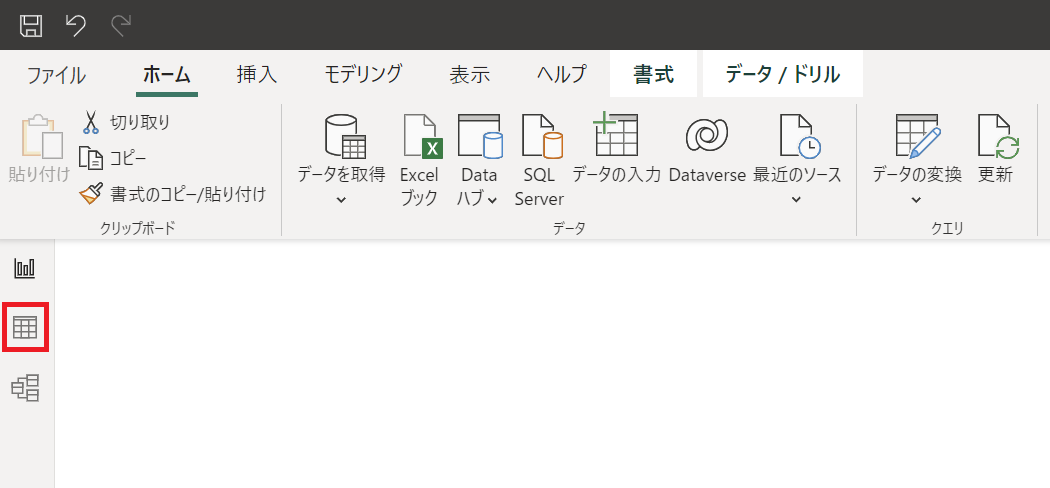 ファイル ホーム 挿入 モデリング 表示 ヘルプ 書式 データ / ドリル
貼り付け
切り取り
コピー
書式のコピー/貼り付け
クリップボード
データを取得
Excel
ブック
Data
ハブ
SQL
Server
データの入力
Dataverse
最近のソース
データ
データの変換
更新
クエリ